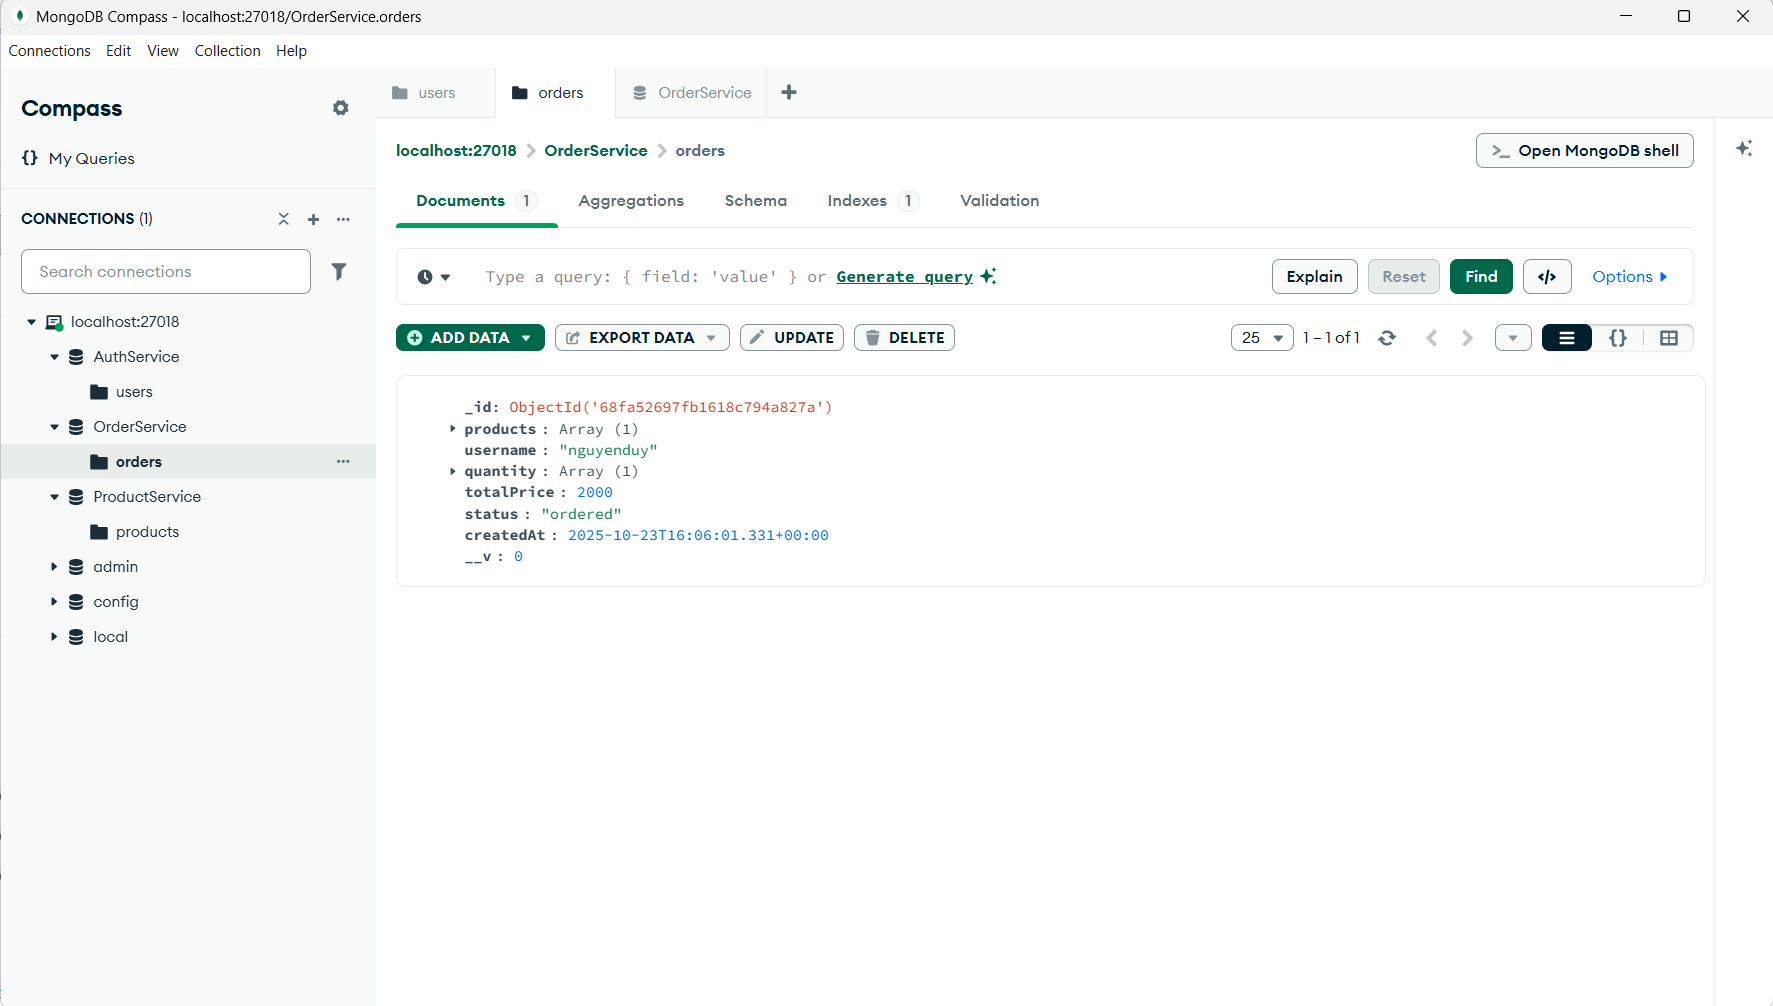 MongoDB Compass - localhost:27018/OrderService.orders
Connections Edit View Collection Help
Compass
{} My Queries
CONNECTIONS (1)
Search connections
localhost:27018
AuthService
users
OrderService
orders
ProductService
products
admin
config
local
users orders OrderService
localhost:27018 > OrderService > orders
>_ Open MongoDB shell
Documents 1 Aggregations Schema Indexes 1 Validation
Type a query: { field: 'value' } or Generate query
Explain Reset Find </> Options
ADD DATA EXPORT DATA UPDATE DELETE
25 1 – 1 of 1 {}
_id: ObjectId('68fa52697fb1618c794a827a')
products : Array (1)
username : "nguyenduy"
quantity : Array (1)
totalPrice : 2000
status : "ordered"
createdAt : 2025-10-23T16:06:01.331+00:00
__v : 0